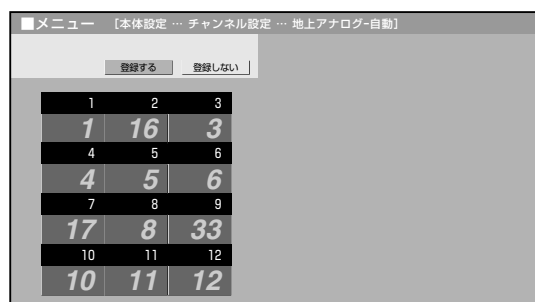 ■メニュー [本体設定 … チャンネル設定 … 地上アナログ-自動]
登録する 登録しない
1 2 3
1 16 3
4 5 6
4 5 6
7 8 9
17 8 33
10 11 12
10 11 12